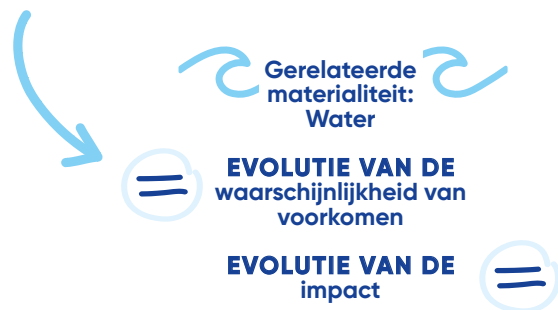 Gerelateerde
materialiteit:
Water
EVOLUTIE VAN DE
waarschijnlijkheid van
voorkomen
EVOLUTIE VAN DE
impact